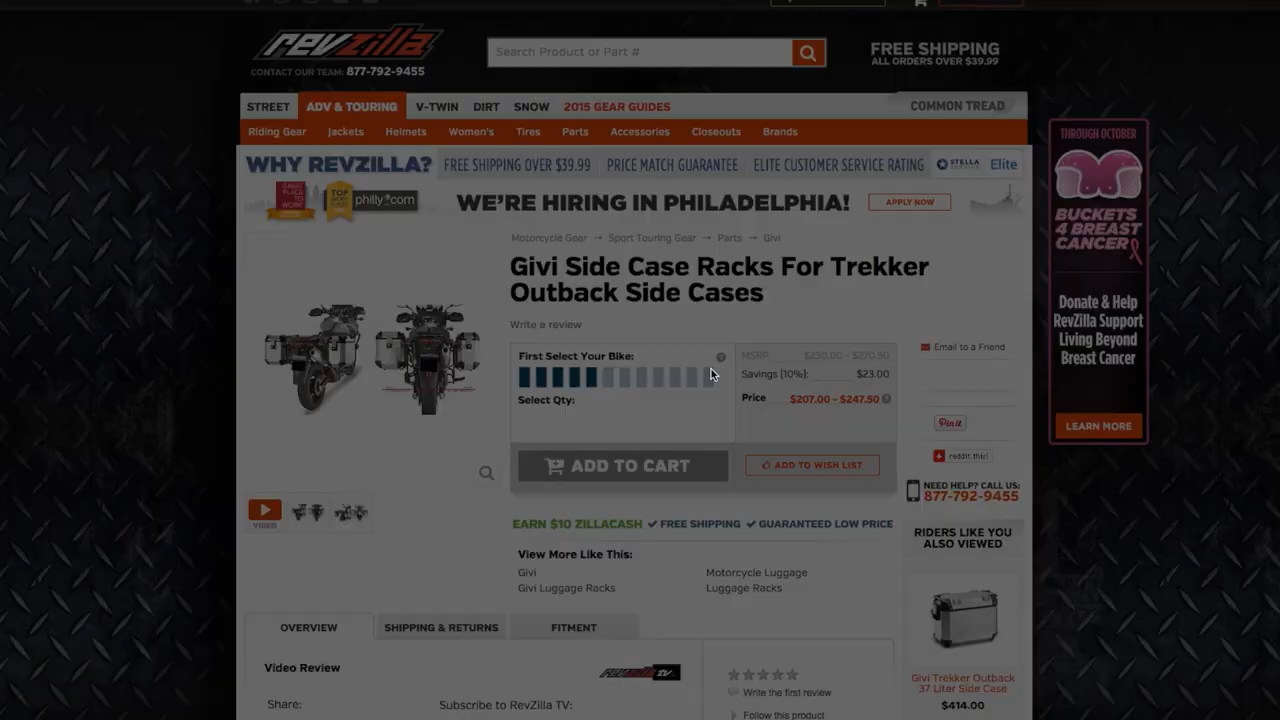 revzilla
CONTACT OUR TEAM: 877-792-9455
Search Product or Part #
FREE SHIPPING
ALL ORDERS OVER $39.99
STREET
ADV & TOURING
V-TWIN
DIRT
SNOW
2015 GEAR GUIDES
COMMON TREAD
Riding Gear
Jackets
Helmets
Women's
Tires
Parts
Accessories
Closeouts
Brands
WHY REVZILLA?
FREE SHIPPING OVER $39.99
PRICE MATCH GUARANTEE
ELITE CUSTOMER SERVICE RATING
STELLA
Elite
philly.com
WE'RE HIRING IN PHILADELPHIA!
APPLY NOW
Motorcycle Gear → Sport Touring Gear → Parts → Givi
Givi Side Case Racks For Trekker
Outback Side Cases
Write a review
First Select Your Bike:
Select Qty:
MSRP $230.00 - $270.50
Savings (10%): $23.00
Price $207.00 - $247.50
ADD TO CART
ADD TO WISH LIST
Email to a Friend
Pin it
reddit this!
NEED HELP? CALL US:
877-792-9455
VIDEO
EARN $10 ZILLACASH
FREE SHIPPING
GUARANTEED LOW PRICE
View More Like This:
Givi
Motorcycle Luggage
Givi Luggage Racks
Luggage Racks
RIDERS LIKE YOU
ALSO VIEWED
Givi Trekker Outback
37 Liter Side Case
$414.00
OVERVIEW
SHIPPING & RETURNS
FITMENT
Video Review
revzilla TV
Share:
Subscribe to RevZilla TV:
Write the first review
Follow this product
THROUGH OCTOBER
BUCKETS
4 BREAST
CANCER
Donate & Help
RevZilla Support
Living Beyond
Breast Cancer
LEARN MORE